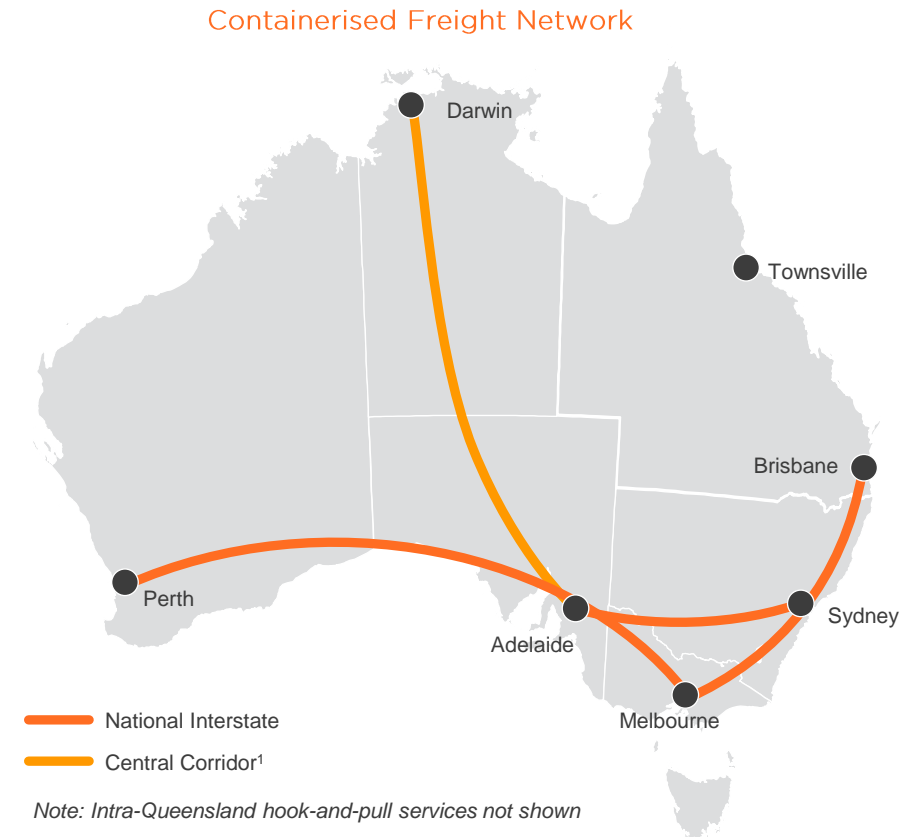 Containerised Freight Network
Darwin
Townsville
Brisbane
Perth
Sydney
Adelaide
Melbourne
National Interstate
Central Corridor¹
Note: Intra-Queensland hook-and-pull services not shown